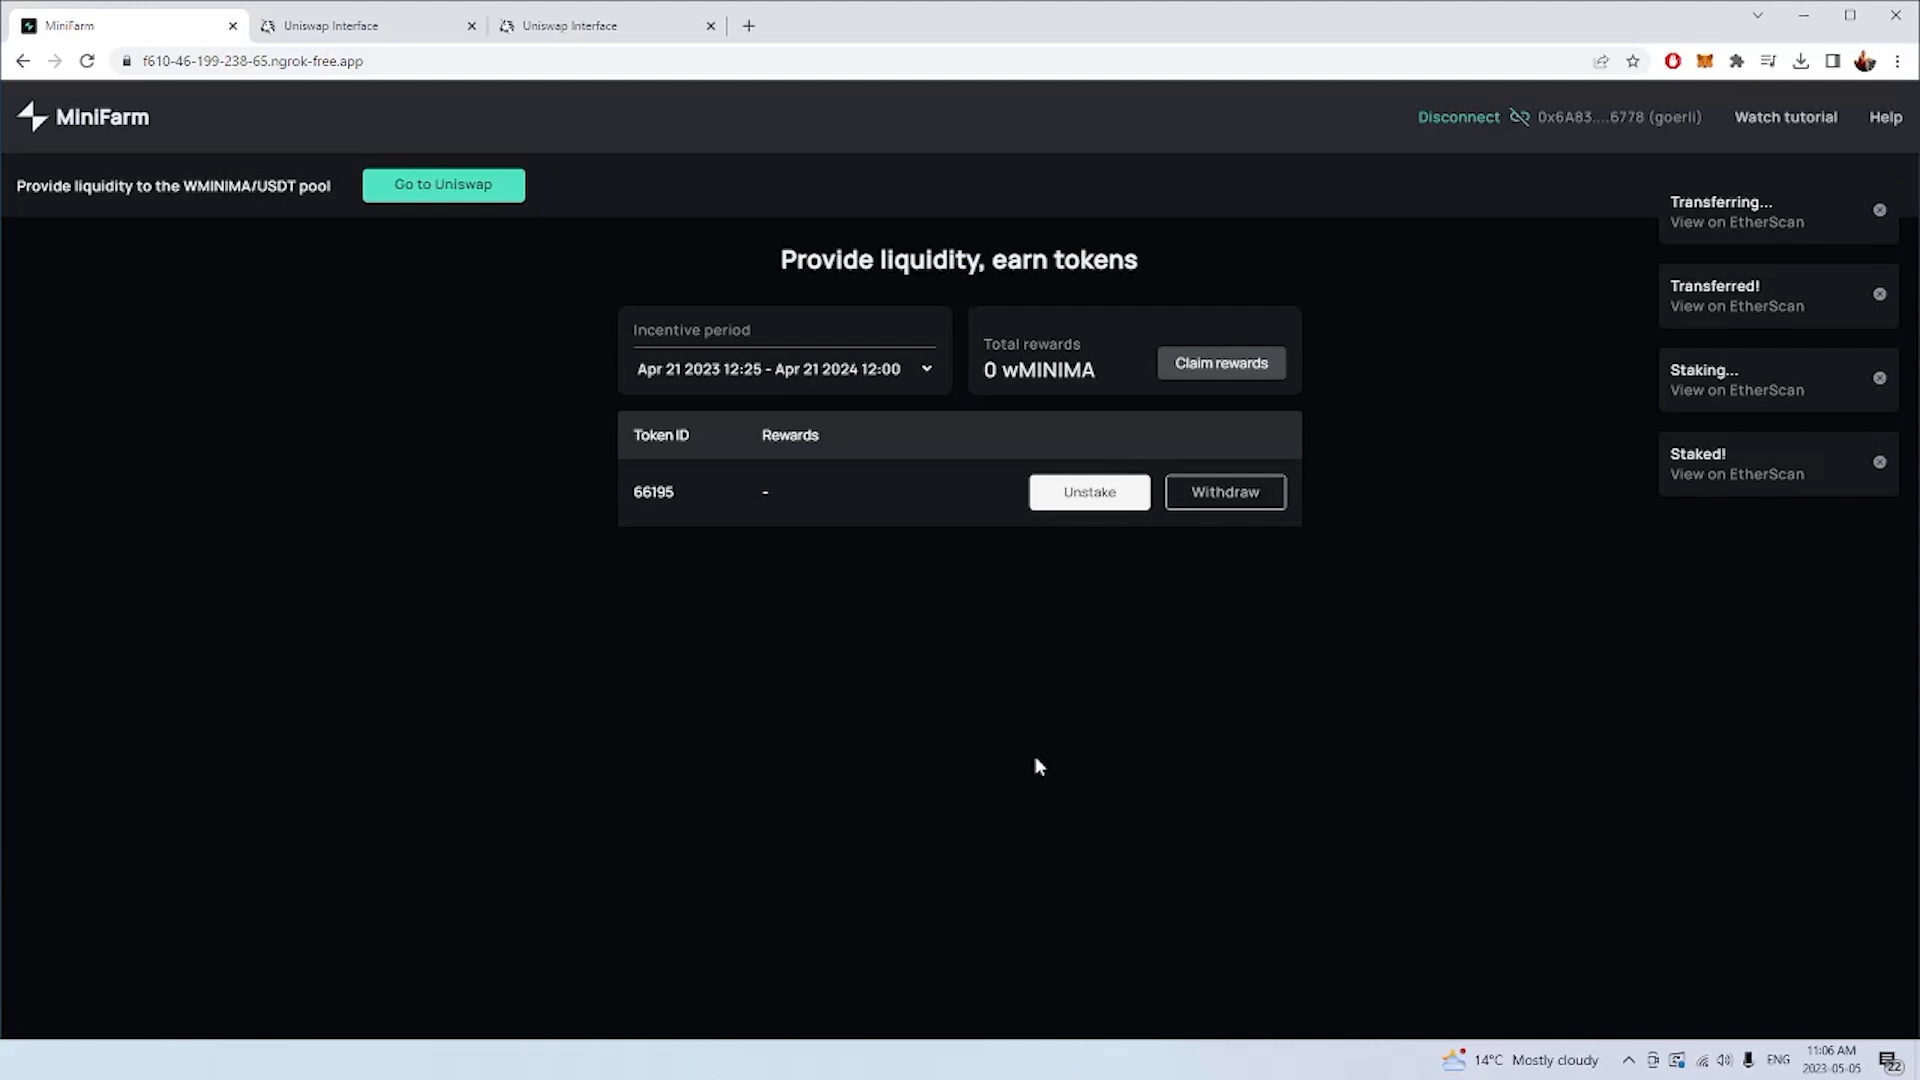 MiniFarm
Uniswap Interface
Uniswap Interface
f610-46-199-238-65.ngrok-free.app
MiniFarm
Disconnect 0x6A83....6778 (goerli) Watch tutorial Help
Provide liquidity to the WMINIMA/USDT pool Go to Uniswap
Transferring...
View on EtherScan
Provide liquidity, earn tokens
Transferred!
View on EtherScan
Incentive period
Apr 21 2023 12:25 - Apr 21 2024 12:00
Total rewards
0 wMINIMA
Claim rewards
Staking...
View on EtherScan
Token ID Rewards
66195 - Unstake Withdraw
Staked!
View on EtherScan
14°C Mostly cloudy
ENG
11:06 AM
2023-05-05
22